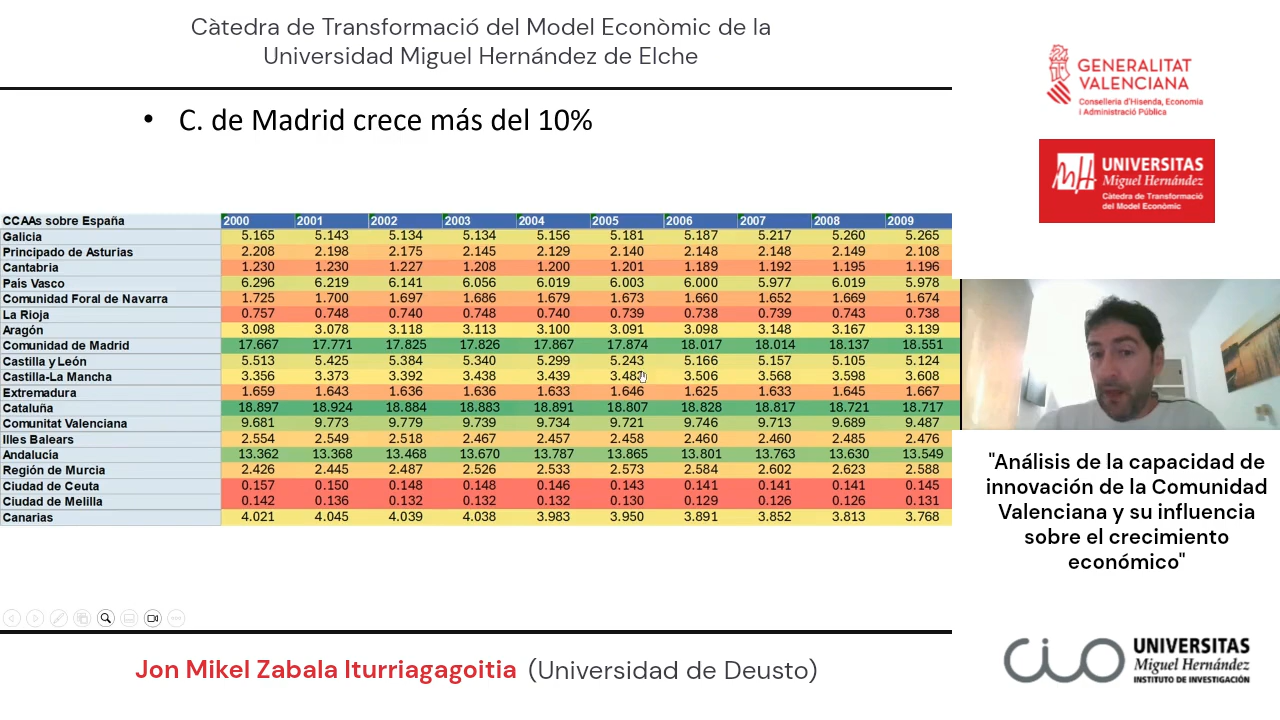 Càtedra de Transformació del Model Econòmic de la
Universidad Miguel Hernández de Elche
• C. de Madrid crece más del 10%
CCAAs sobre España 2000 2001 2002 2003 2004 2005 2006 2007 2008 2009
Galicia 5.165 5.143 5.134 5.134 5.156 5.181 5.187 5.217 5.260 5.265
Principado de Asturias 2.208 2.198 2.175 2.145 2.129 2.140 2.148 2.148 2.149 2.108
Cantabria 1.230 1.230 1.227 1.208 1.200 1.201 1.189 1.192 1.195 1.196
País Vasco 6.296 6.219 6.141 6.056 6.019 6.003 6.000 5.977 6.019 5.978
Comunidad Foral de Navarra 1.725 1.700 1.697 1.686 1.679 1.673 1.660 1.652 1.669 1.674
La Rioja 0.757 0.748 0.740 0.748 0.740 0.739 0.738 0.739 0.743 0.738
Aragón 3.098 3.078 3.118 3.113 3.100 3.091 3.098 3.148 3.167 3.139
Comunidad de Madrid 17.667 17.771 17.825 17.826 17.867 17.874 18.017 18.014 18.137 18.551
Castilla y León 5.513 5.425 5.384 5.340 5.299 5.243 5.166 5.157 5.105 5.124
Castilla-La Mancha 3.356 3.373 3.392 3.438 3.439 3.506 3.568 3.598 3.608
Extremadura 1.659 1.643 1.636 1.636 1.633 1.646 1.625 1.633 1.645 1.667
Cataluña 18.897 18.924 18.884 18.883 18.891 18.807 18.828 18.817 18.721 18.717
Comunitat Valenciana 9.681 9.773 9.779 9.739 9.734 9.721 9.746 9.713 9.689 9.487
Illes Balears 2.554 2.549 2.518 2.467 2.457 2.458 2.460 2.460 2.485 2.476
Andalucía 13.362 13.368 13.468 13.670 13.787 13.865 13.801 13.763 13.630 13.549
Región de Murcia 2.426 2.445 2.487 2.526 2.533 2.573 2.584 2.602 2.623 2.588
Ciudad de Ceuta 0.157 0.150 0.148 0.148 0.146 0.143 0.141 0.141 0.141 0.145
Ciudad de Melilla 0.142 0.136 0.132 0.132 0.132 0.130 0.129 0.126 0.126 0.131
Canarias 4.021 4.045 4.039 4.038 3.983 3.950 3.891 3.852 3.813 3.768
Jon Mikel Zabala Iturriagagoitia (Universidad de Deusto)
GENERALITAT
VALENCIANA
Conselleria d'Hisenda, Economia
i Administració Pública
UNIVERSITAS
Miguel Hernández
Càtedra de Transformació
del Model Econòmic
"Análisis de la capacidad de
innovación de la Comunidad
Valenciana y su influencia
sobre el crecimiento
económico"
CIO
UNIVERSITAS
Miguel Hernández
INSTITUTO DE INVESTIGACIÓN